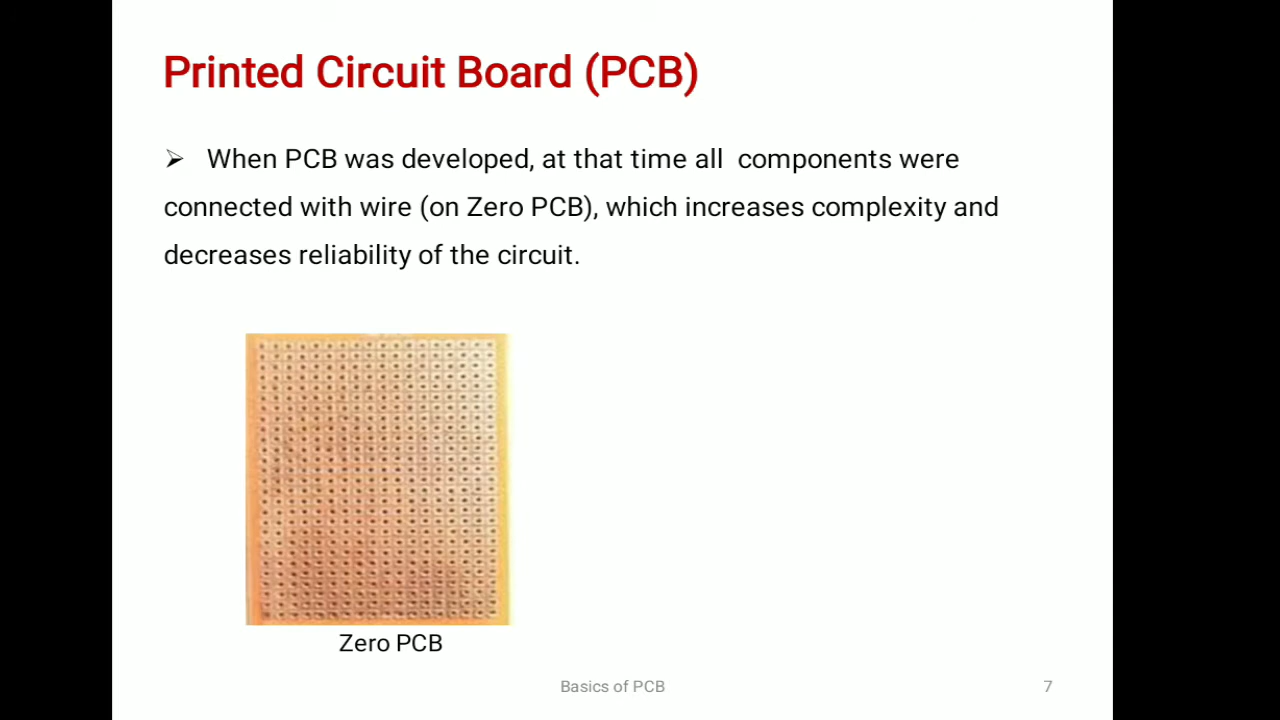 Printed Circuit Board (PCB)
➢ When PCB was developed, at that time all components were
connected with wire (on Zero PCB), which increases complexity and
decreases reliability of the circuit.
Zero PCB
Basics of PCB 7